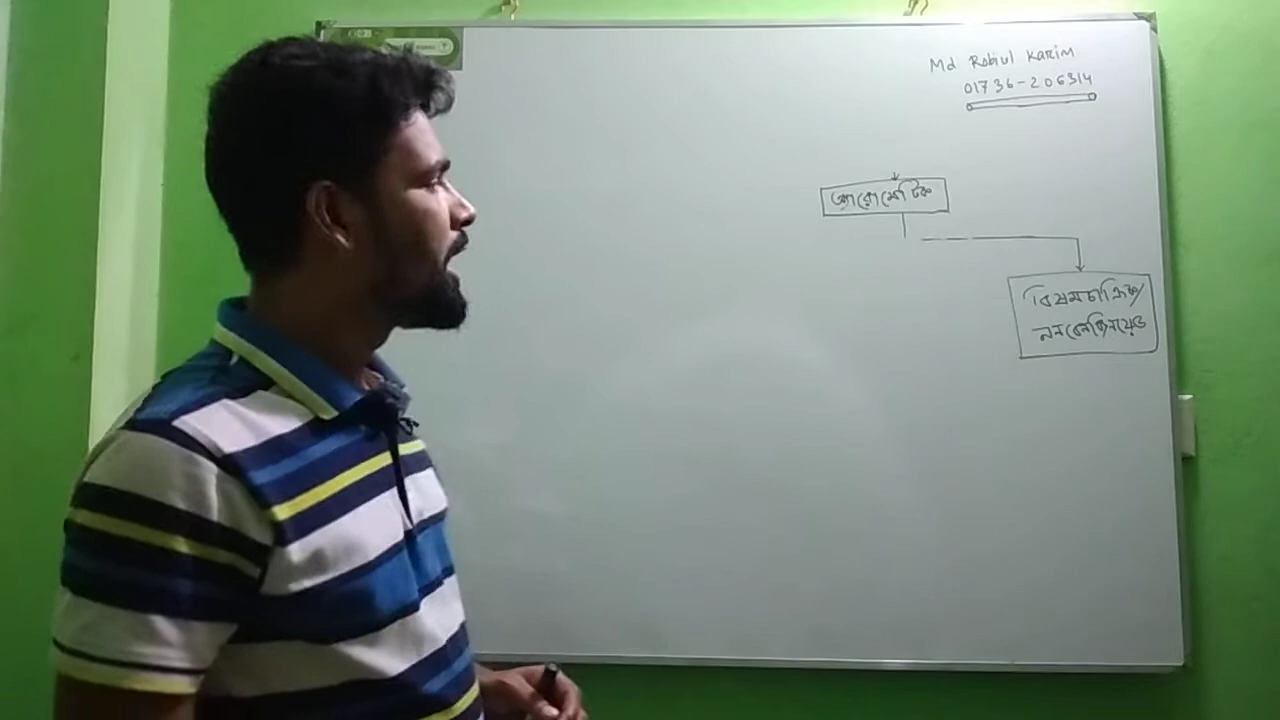 Md Robiul Karim
01736-206314
অ্যারোমেটিক
বিষমচাক্রিক/
ননবেনজিনয়েড